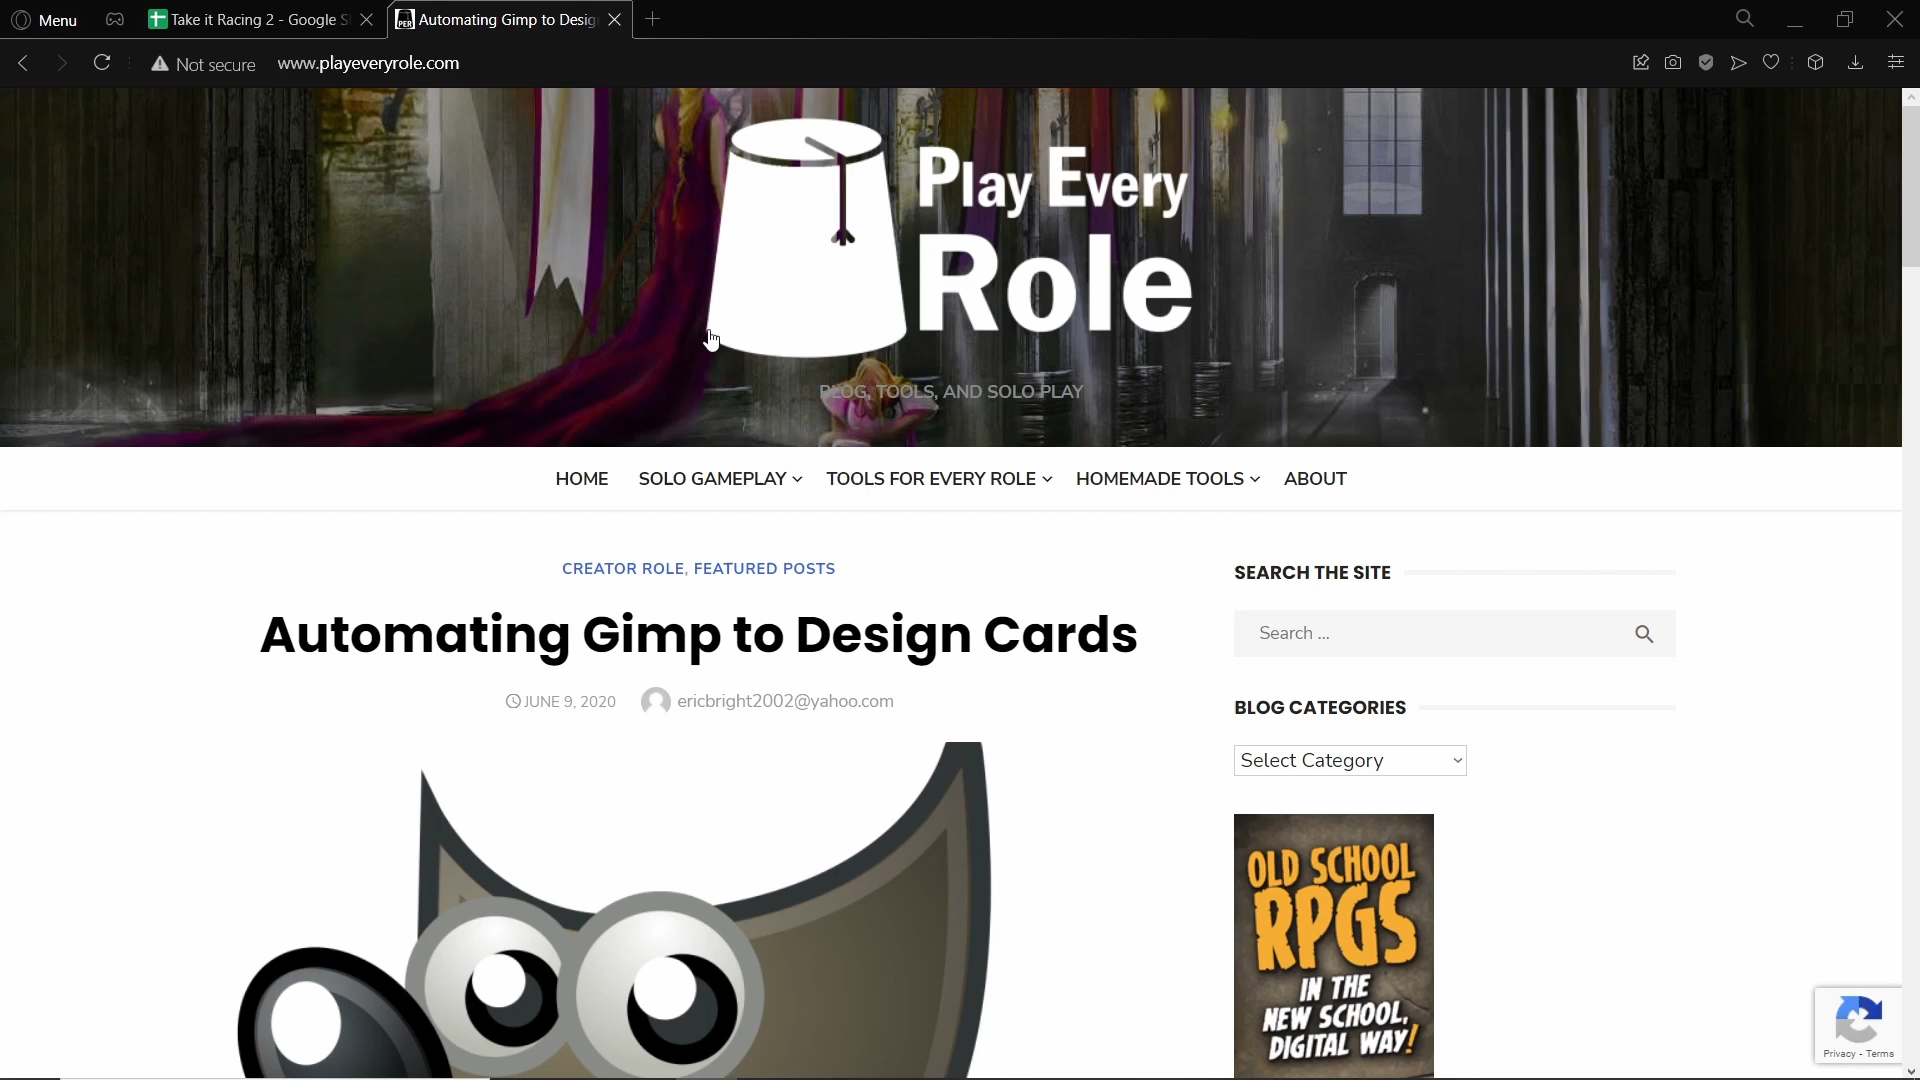 Menu
Take it Racing 2 - Google S
Automating Gimp to Desig
Not secure
www.playeveryrole.com
Play Every
Role
BLOG, TOOLS, AND SOLO PLAY
HOME
SOLO GAMEPLAY
TOOLS FOR EVERY ROLE
HOMEMADE TOOLS
ABOUT
CREATOR ROLE, FEATURED POSTS
Automating Gimp to Design Cards
JUNE 9, 2020
ericbright2002@yahoo.com
SEARCH THE SITE
Search ...
BLOG CATEGORIES
Select Category
OLD SCHOOL
RPGS
IN THE
NEW SCHOOL,
DIGITAL WAY!
Privacy - Terms